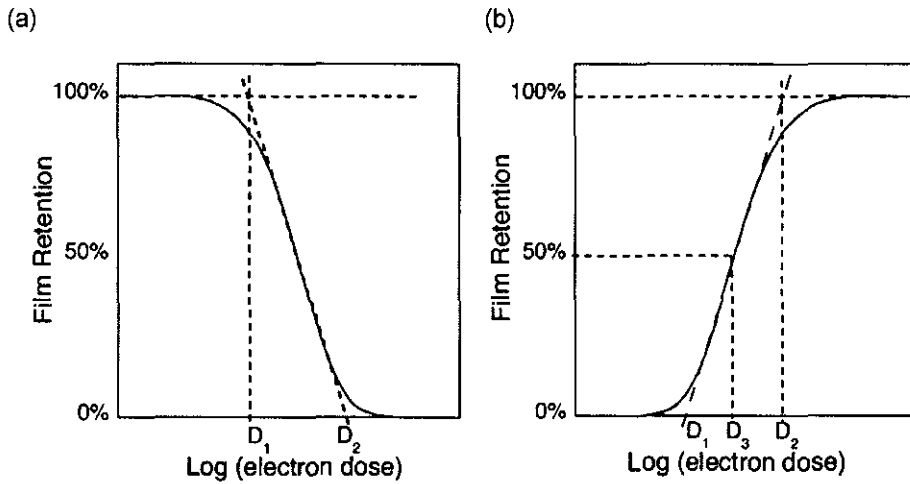 (a)
100%
Film Retention
50%
0%
D1 D2
Log (electron dose)
(b)
100%
Film Retention
50%
0%
D1 D3 D2
Log (electron dose)